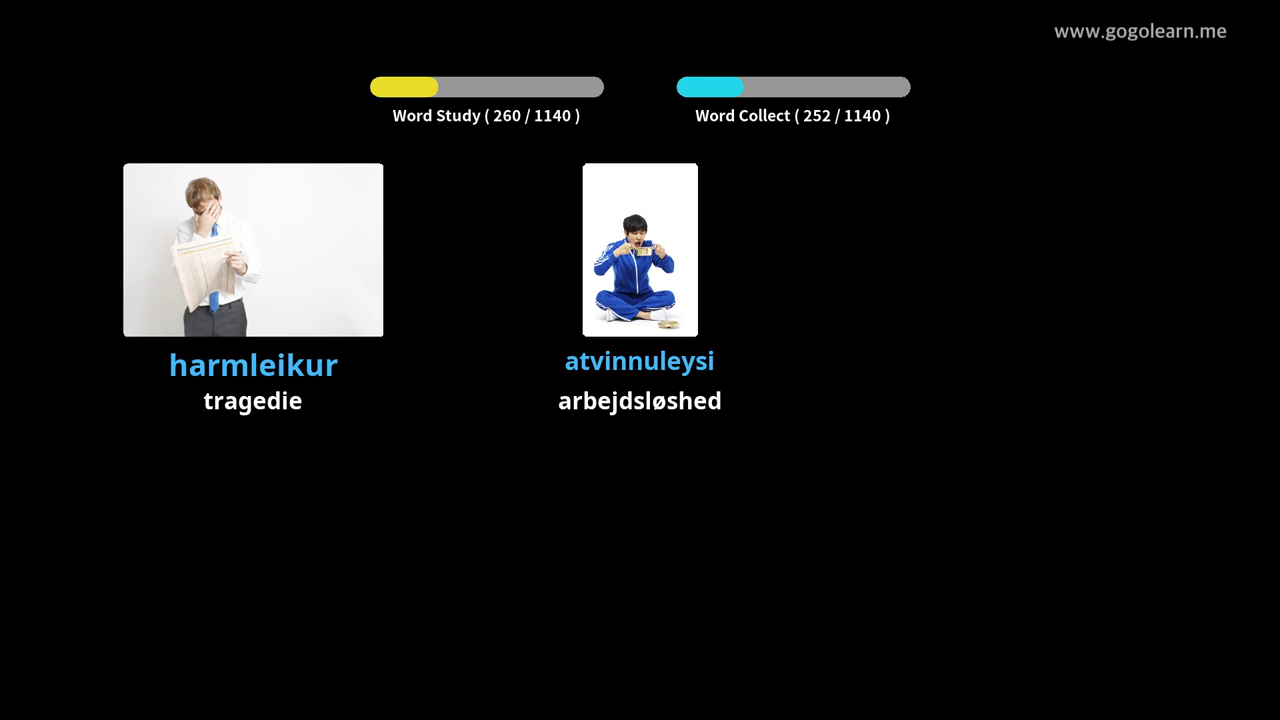 www.gogolearn.me
Word Study ( 260 / 1140 )
Word Collect ( 252 / 1140 )
harmleikur
tragedie
atvinnuleysi
arbejdsløshed